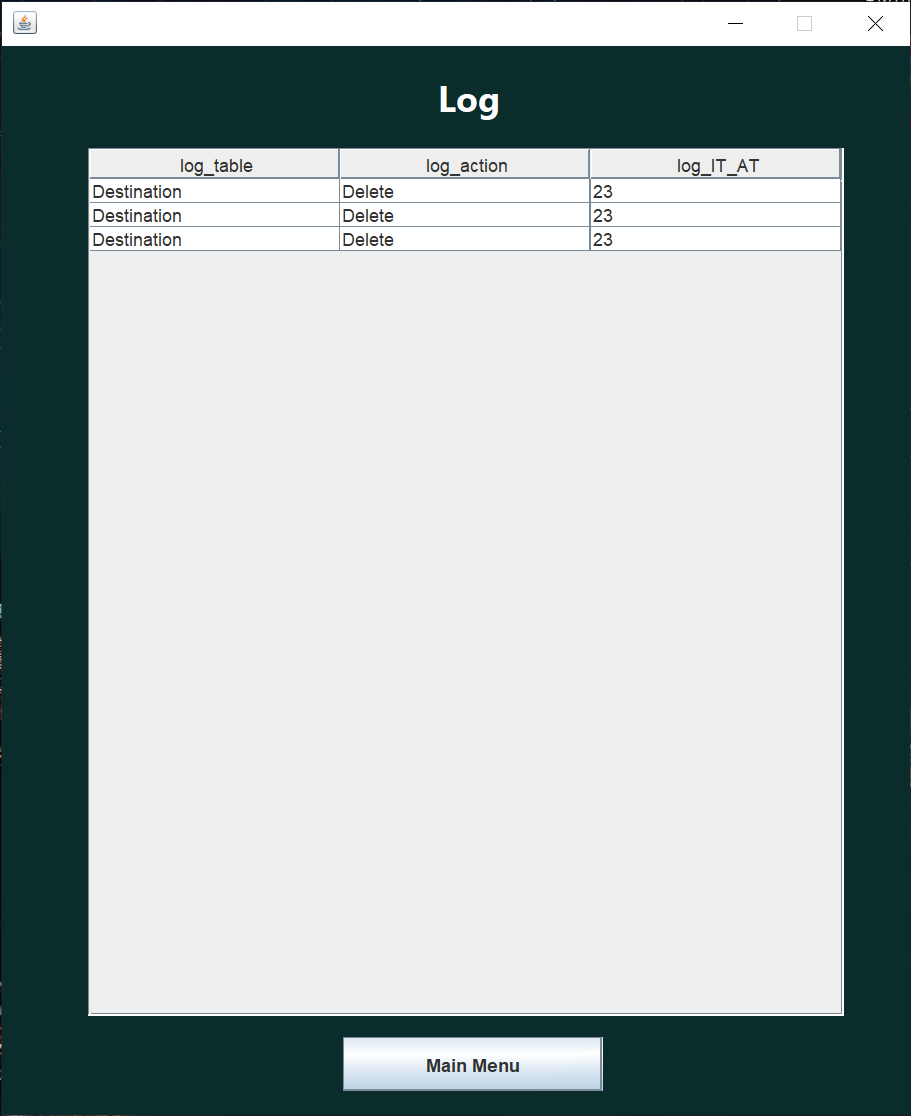 Log
log_table log_action log_IT_AT
Destination Delete 23
Destination Delete 23
Destination Delete 23
Main Menu